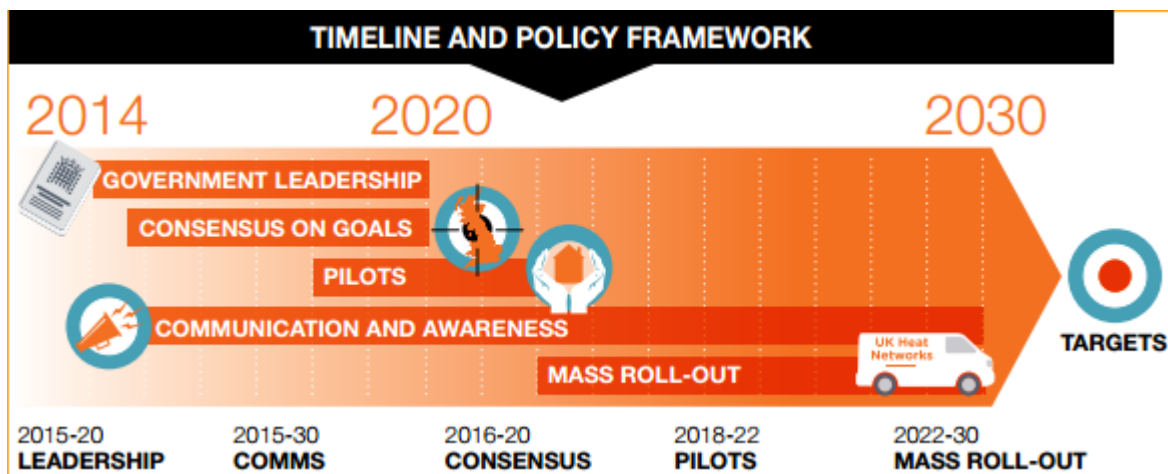 TIMELINE AND POLICY FRAMEWORK
2014 2020 2030
GOVERNMENT LEADERSHIP
CONSENSUS ON GOALS
PILOTS
COMMUNICATION AND AWARENESS
TARGETS
UK Heat
Networks
MASS ROLL-OUT
2015-20 2015-30 2016-20 2018-22 2022-30
LEADERSHIP COMMS CONSENSUS PILOTS MASS ROLL-OUT